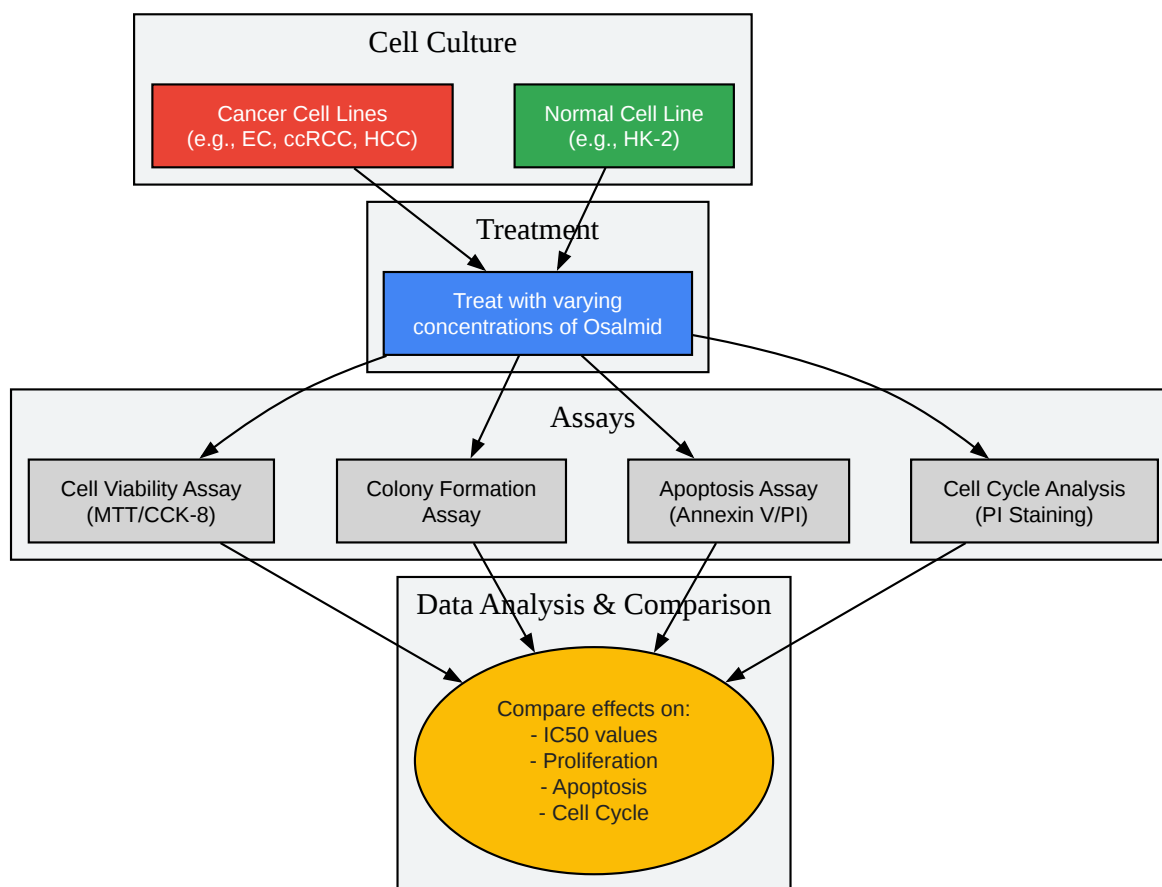 Cell Culture
Cancer Cell Lines
(e.g., EC, ccRCC, HCC)
Normal Cell Line
(e.g., HK-2)
Treatment
Treat with varying
concentrations of Osalmid
Assays
Cell Viability Assay
(MTT/CCK-8)
Colony Formation
Assay
Apoptosis Assay
(Annexin V/PI)
Cell Cycle Analysis
(PI Staining)
Data Analysis & Comparison
Compare effects on:
- IC50 values
- Proliferation
- Apoptosis
- Cell Cycle